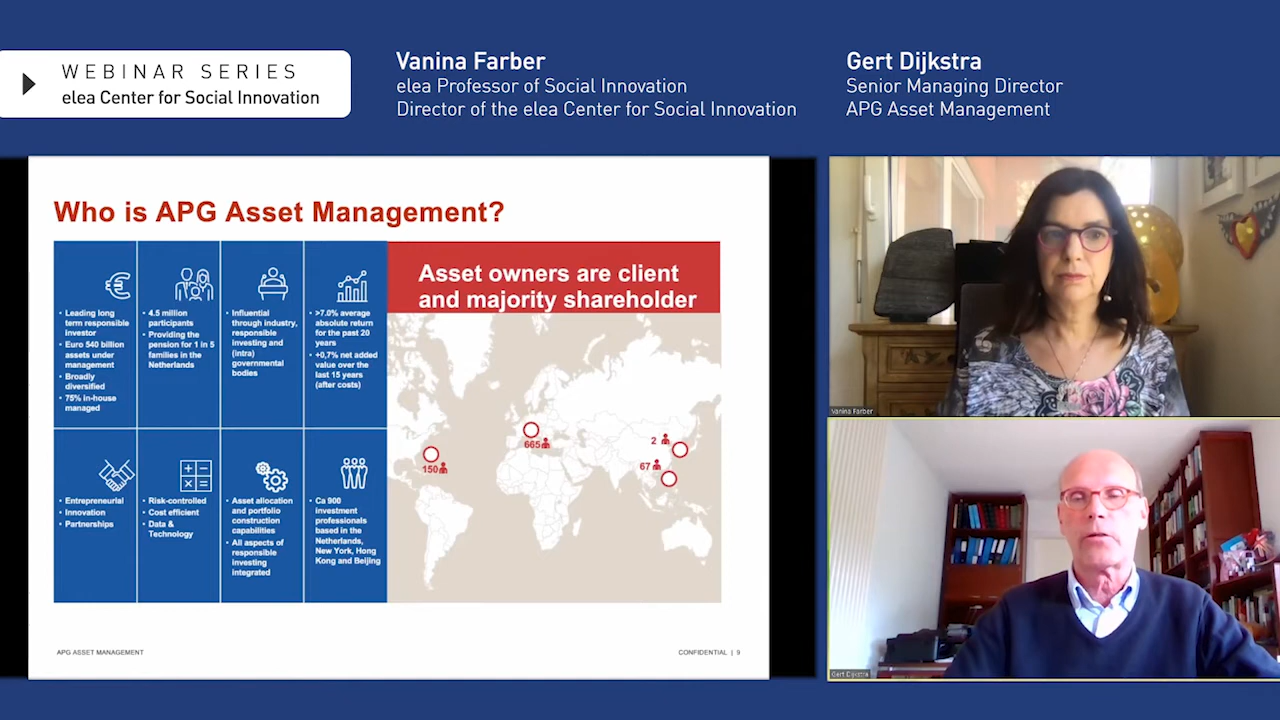 WEBINAR SERIES
elea Center for Social Innovation
Vanina Farber
elea Professor of Social Innovation
Director of the elea Center for Social Innovation
Gert Dijkstra
Senior Managing Director
APG Asset Management
Who is APG Asset Management?
• Leading long
term responsible
investor
• Euro 540 billion
assets under
management
• Broadly
diversified
• 75% in-house
managed
• 4.5 million
participants
• Providing the
pension for 1 in 5
families in the
Netherlands
• Influential
through industry,
responsible
investing and
(intra)
governmental
bodies
• >7.0% average
absolute return
for the past 20
years
• +0,7% net added
value over the
last 15 years
(after costs)
• Entrepreneurial
• Innovation
• Partnerships
• Risk-controlled
• Cost efficient
• Data &
Technology
• Asset allocation
and portfolio
construction
capabilities
• All aspects of
responsible
investing
integrated
• Ca 900
investment
professionals
based in the
Netherlands,
New York, Hong
Kong and Beijing
Asset owners are client
and majority shareholder
665
2
150
67
APG ASSET MANAGEMENT
CONFIDENTIAL | 9
Vanina Farber
Gert Dijkstra